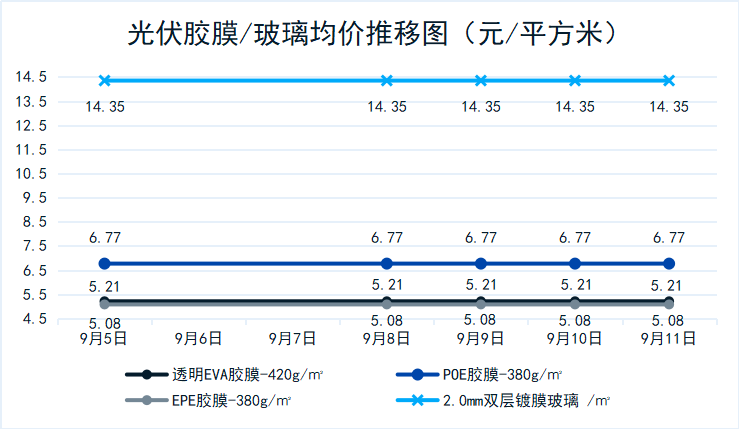 光伏胶膜/玻璃均价推移图（元/平方米）
14.5
13.5
12.5
11.5
10.5
9.5
8.5
7.5
6.5
5.5
4.5
14.35 14.35 14.35 14.35 14.35
6.77 6.77 6.77 6.77 6.77
5.21 5.21 5.21 5.21 5.21
5.08 5.08 5.08 5.08 5.08
9月5日 9月6日 9月7日 9月8日 9月9日 9月10日 9月11日
透明EVA胶膜-420g/㎡ POE胶膜-380g/㎡
EPE胶膜-380g/㎡ 2.0mm双层镀膜玻璃 /㎡